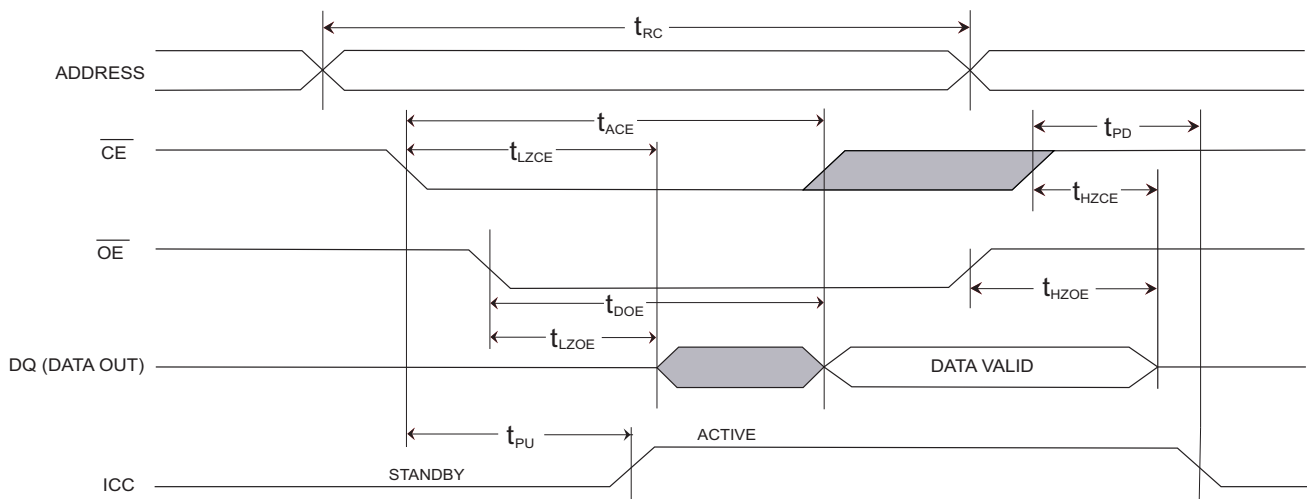 tRC
ADDRESS
tACE
tPD
CE
tLZCE
tHZCE
OE
tHZOE
tDOE
tLZOE
DQ (DATA OUT)
DATA VALID
tPU
ACTIVE
STANDBY
ICC